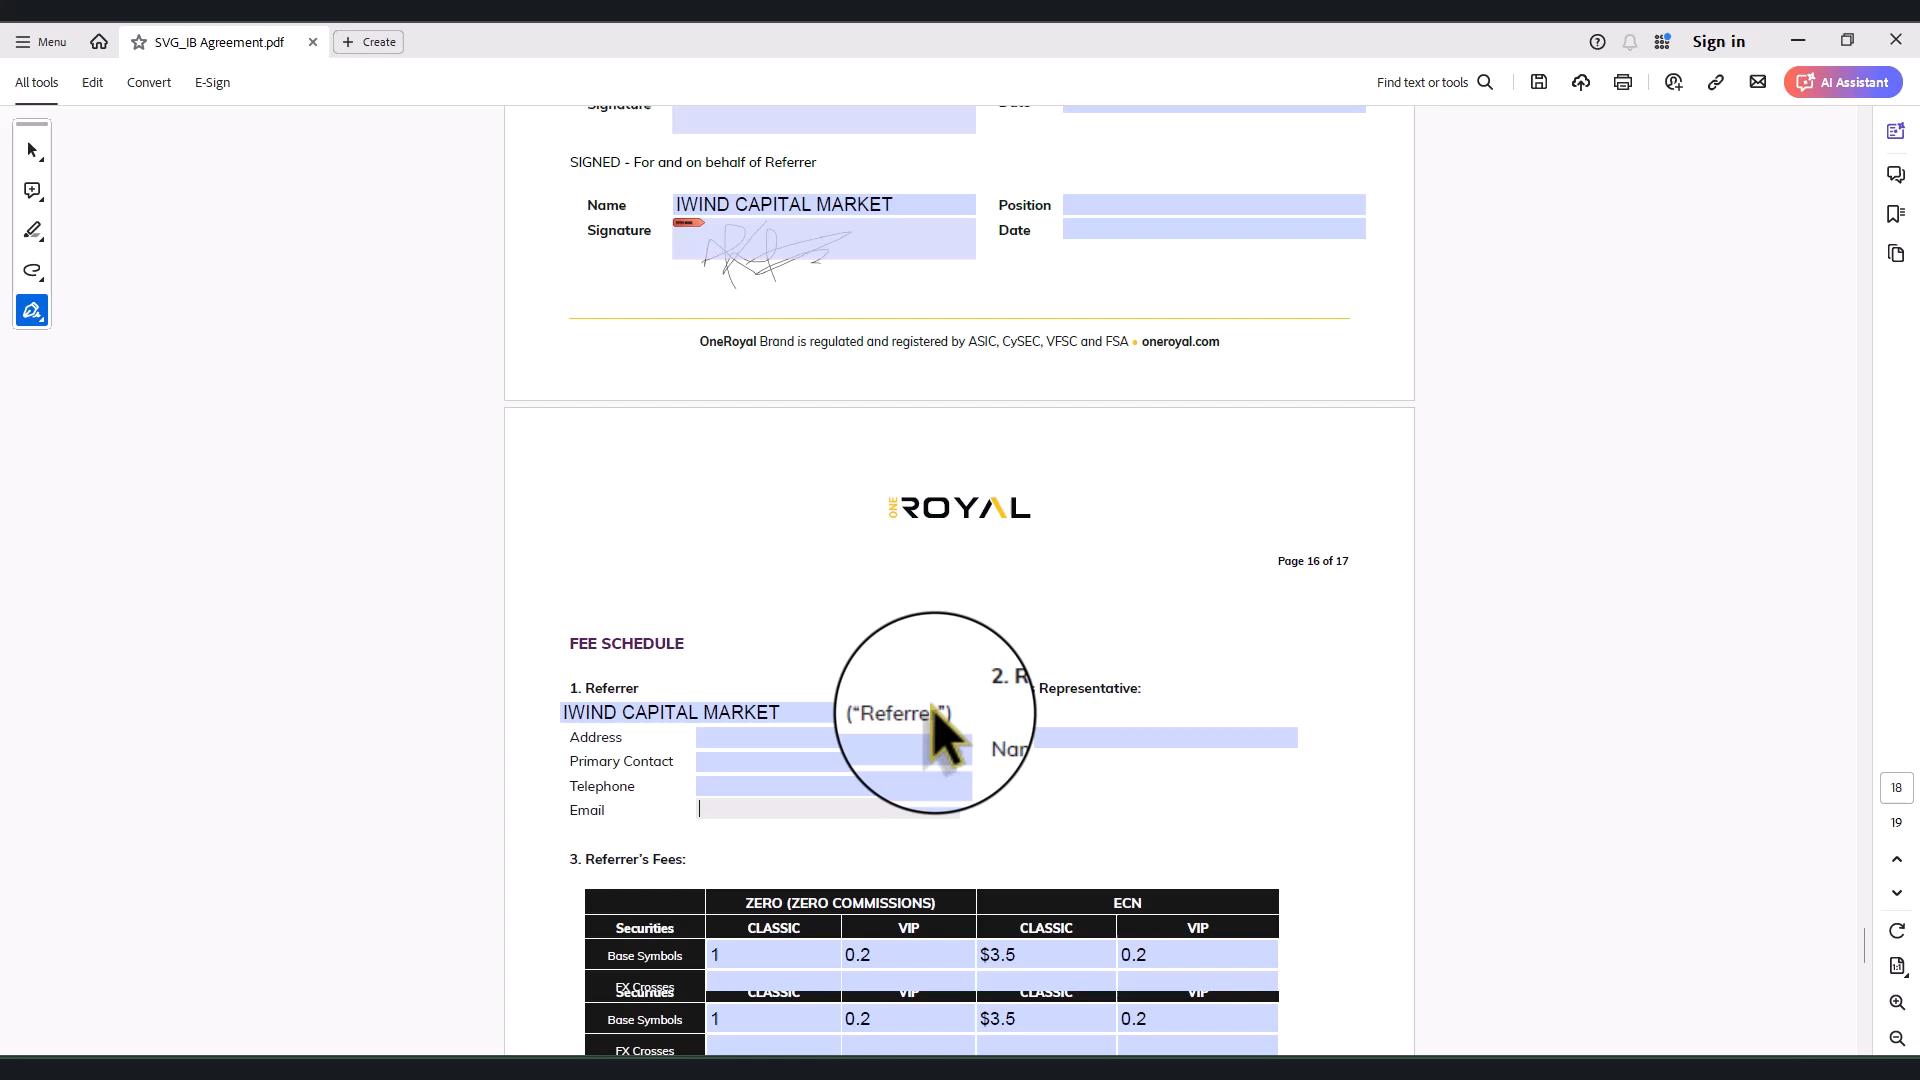 Menu
SVG_IB Agreement.pdf
Create
Sign in
All tools
Edit
Convert
E-Sign
Find text or tools
AI Assistant
Signature
Date
SIGNED - For and on behalf of Referrer
Name
IWIND CAPITAL MARKET
Position
Signature
Date
OneRoyal Brand is regulated and registered by ASIC, CySEC, VFSC and FSA • oneroyal.com
ONE ROYAL
Page 16 of 17
FEE SCHEDULE
1. Referrer
2. R
Representative:
IWIND CAPITAL MARKET
("Referrer")
Address
Nam
Primary Contact
Telephone
Email
3. Referrer's Fees:
ZERO (ZERO COMMISSIONS) ECN
Securities CLASSIC VIP CLASSIC VIP
Base Symbols 1 0.2 $3.5 0.2
FX Crosses
Securities CLASSIC VIP CLASSIC VIP
Base Symbols 1 0.2 $3.5 0.2
FX Crosses
18
19